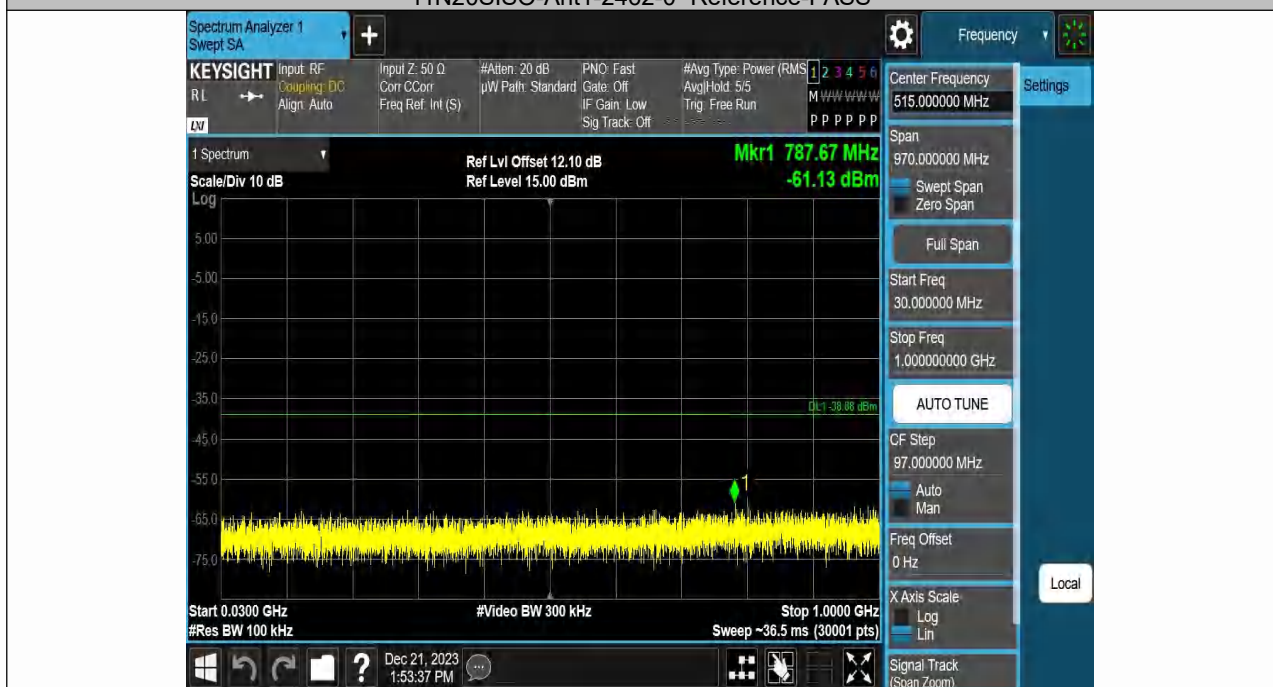 11N20SISO-Ant1-2462-0~Reference-PASS
Spectrum Analyzer 1
Swept SA
+
Frequency
KEYSIGHT
RL
LXI
Input: RF
Coupling: DC
Align: Auto
Input Z: 50 Ω
Corr CCorr
Freq Ref: Int (S)
#Atten: 20 dB
µW Path: Standard
PNO: Fast
Gate: Off
IF Gain: Low
Sig Track: Off
#Avg Type: Power (RMS
Avg|Hold: 5/5
Trig: Free Run
1 2 3 4 5 6
M W W W W W
P P P P P P
1 Spectrum
Scale/Div 10 dB
Log
Ref Lvl Offset 12.10 dB
Ref Level 15.00 dBm
Mkr1 787.67 MHz
-61.13 dBm
5.00
-5.00
-15.0
-25.0
-35.0
DL1 -38.88 dBm
-45.0
-55.0
1
-65.0
-75.0
Start 0.0300 GHz
#Res BW 100 kHz
#Video BW 300 kHz
Stop 1.0000 GHz
Sweep ~36.5 ms (30001 pts)
?
Dec 21, 2023
1:53:37 PM
Center Frequency
515.000000 MHz
Settings
Span
970.000000 MHz
Swept Span
Zero Span
Full Span
Start Freq
30.000000 MHz
Stop Freq
1.000000000 GHz
AUTO TUNE
CF Step
97.000000 MHz
Auto
Man
Freq Offset
0 Hz
X Axis Scale
Log
Lin
Local
Signal Track
(Span Zoom)